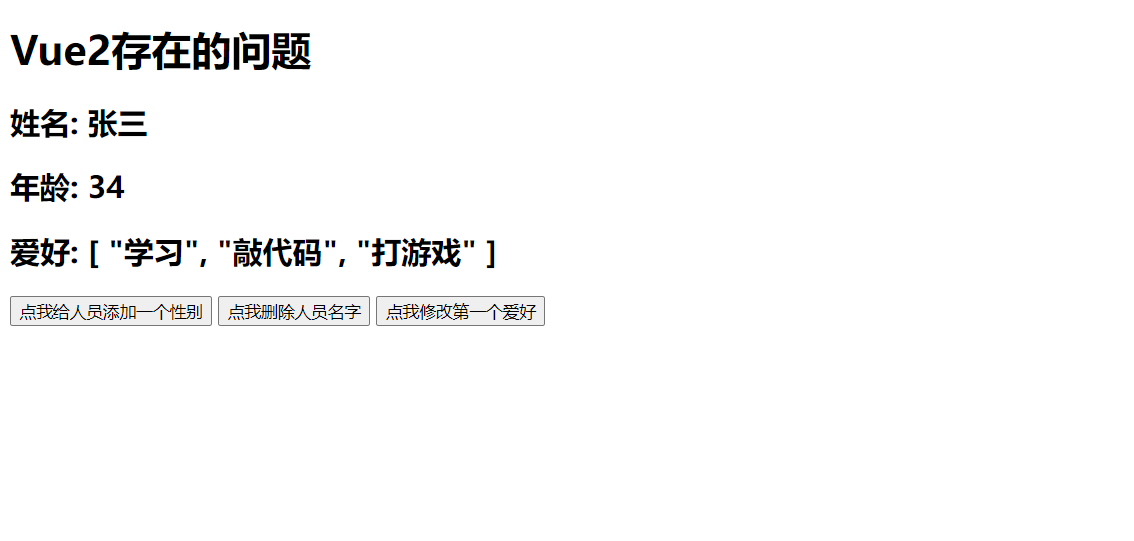 Vue2存在的问题
姓名: 张三
年龄: 34
爱好: [ "学习", "敲代码", "打游戏" ]
点我给人员添加一个性别 点我删除人员名字 点我修改第一个爱好